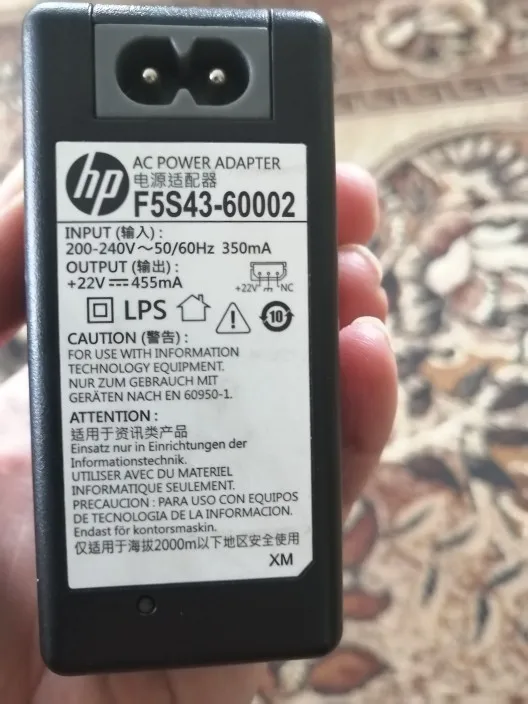 hp
AC POWER ADAPTER
电源适配器
F5S43-60002
INPUT (输入) :
200-240V～50/60Hz 350mA
OUTPUT (输出) :
+22V⎓455mA
+22V NC
LPS
10
CAUTION (警告) :
FOR USE WITH INFORMATION
TECHNOLOGY EQUIPMENT.
NUR ZUM GEBRAUCH MIT
GERÄTEN NACH EN 60950-1.
ATTENTION :
适用于资讯类产品
Einsatz nur in Einrichtungen der
Informationstechnik.
UTILISER AVEC DU MATERIEL
INFORMATIQUE SEULEMENT.
PRECAUCION : PARA USO CON EQUIPOS
DE TECNOLOGIA DE LA INFORMACION.
Endast för kontorsmaskin.
仅适用于海拔2000m以下地区安全使用
XM